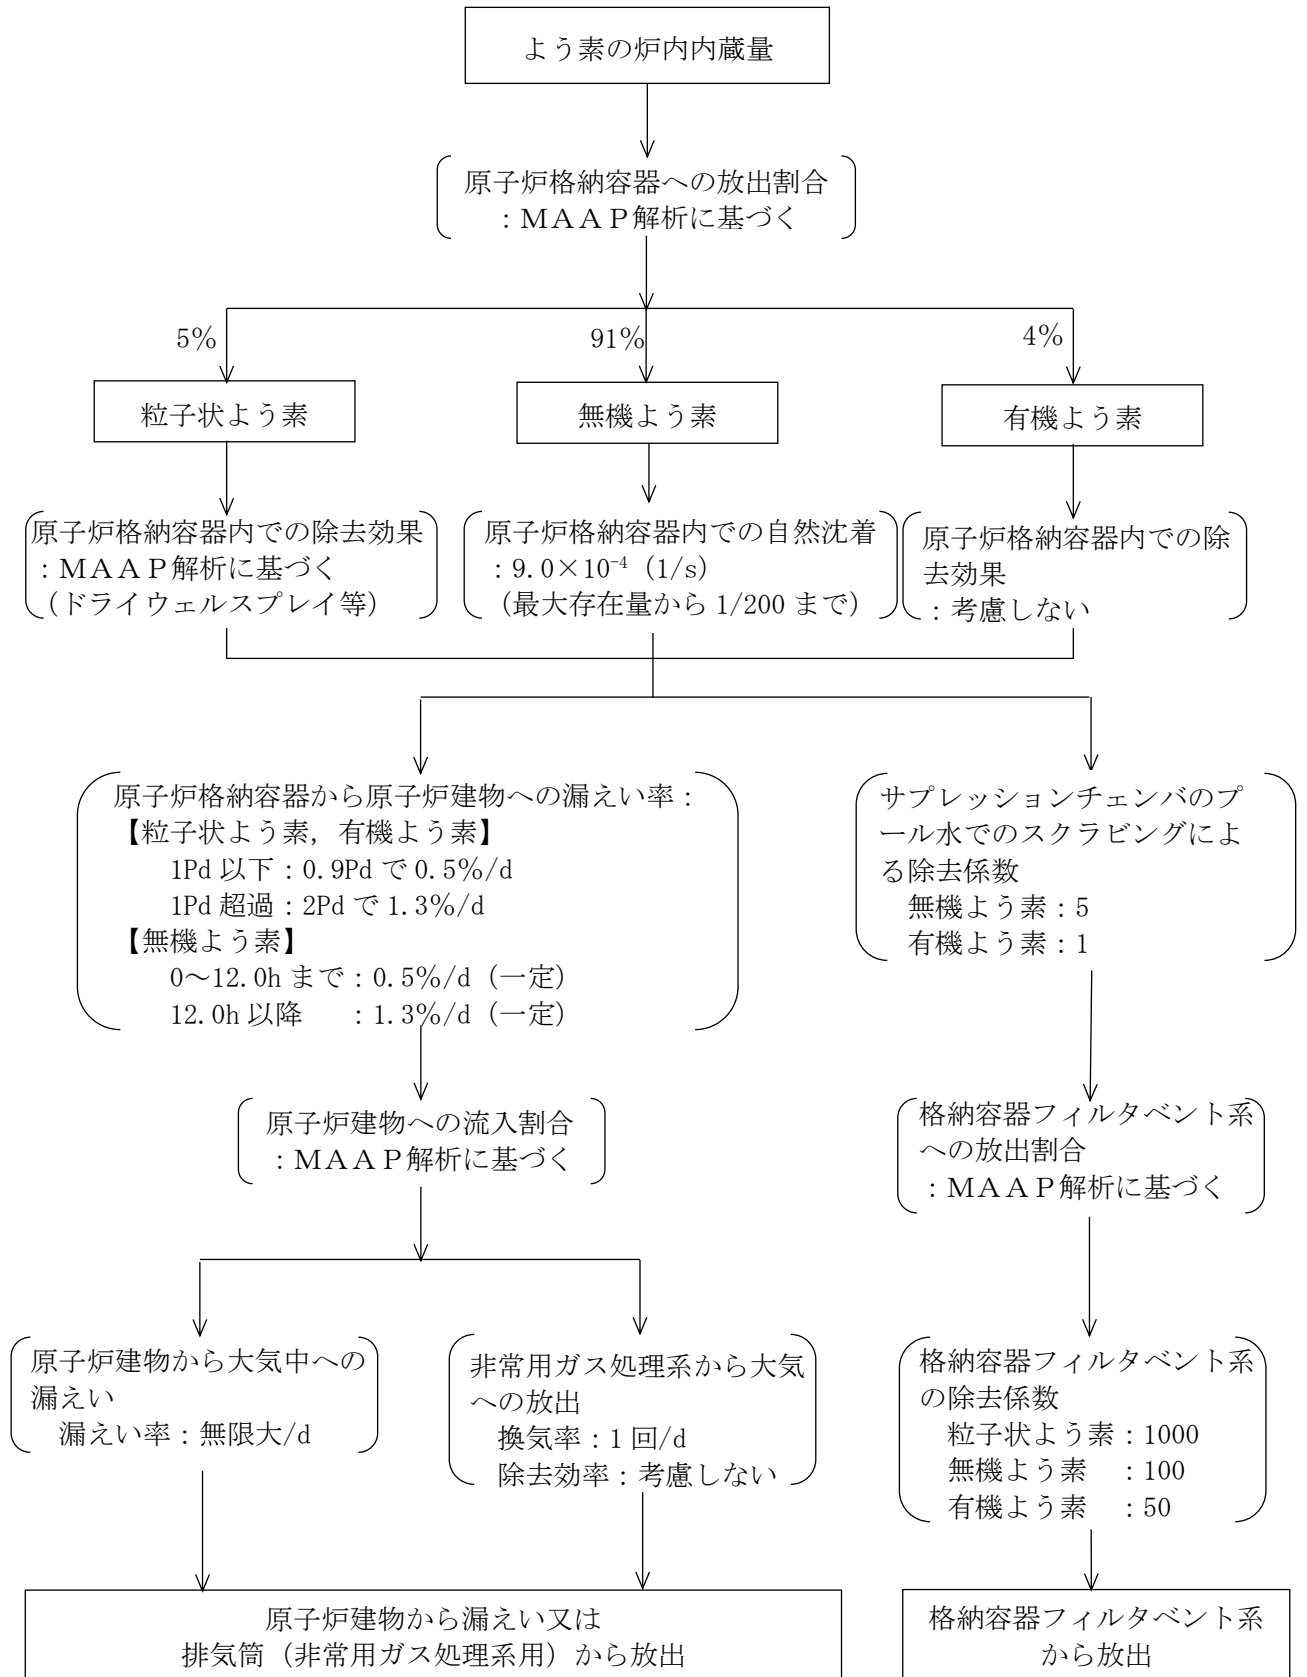 よう素の炉内内蔵量
原子炉格納容器への放出割合
：ＭＡＡＰ解析に基づく
5%
91%
4%
粒子状よう素
無機よう素
有機よう素
原子炉格納容器内での除去効果
：ＭＡＡＰ解析に基づく
（ドライウェルスプレイ等）
原子炉格納容器内での自然沈着
：9.0×10⁻⁴（1/s）
（最大存在量から 1/200 まで）
原子炉格納容器内での除
去効果
：考慮しない
原子炉格納容器から原子炉建物への漏えい率：
【粒子状よう素，有機よう素】
1Pd 以下：0.9Pd で 0.5%/d
1Pd 超過：2Pd で 1.3%/d
【無機よう素】
0～12.0h まで：0.5%/d（一定）
12.0h 以降　　：1.3%/d（一定）
サプレッションチェンバのプ
ール水でのスクラビングによ
る除去係数
無機よう素：5
有機よう素：1
原子炉建物への流入割合
：ＭＡＡＰ解析に基づく
格納容器フィルタベント系
への放出割合
：ＭＡＡＰ解析に基づく
原子炉建物から大気中への
漏えい
漏えい率：無限大/d
非常用ガス処理系から大気
への放出
換気率：1 回/d
除去効率：考慮しない
格納容器フィルタベント系
の除去係数
粒子状よう素：1000
無機よう素　：100
有機よう素　：50
原子炉建物から漏えい又は
排気筒（非常用ガス処理系用）から放出
格納容器フィルタベント系
から放出